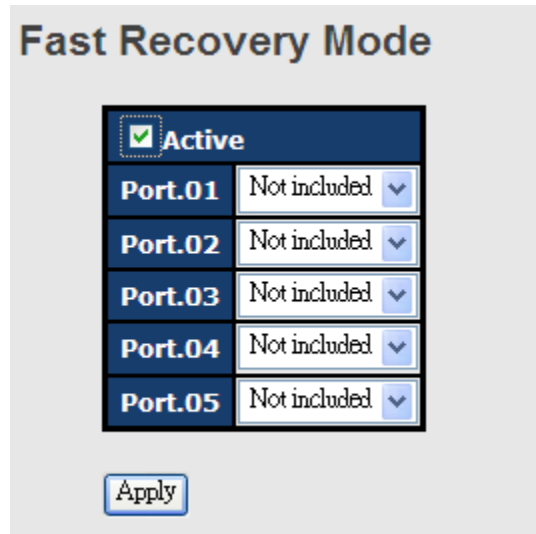 Fast Recovery Mode
Active
Port.01 Not included
Port.02 Not included
Port.03 Not included
Port.04 Not included
Port.05 Not included
Apply